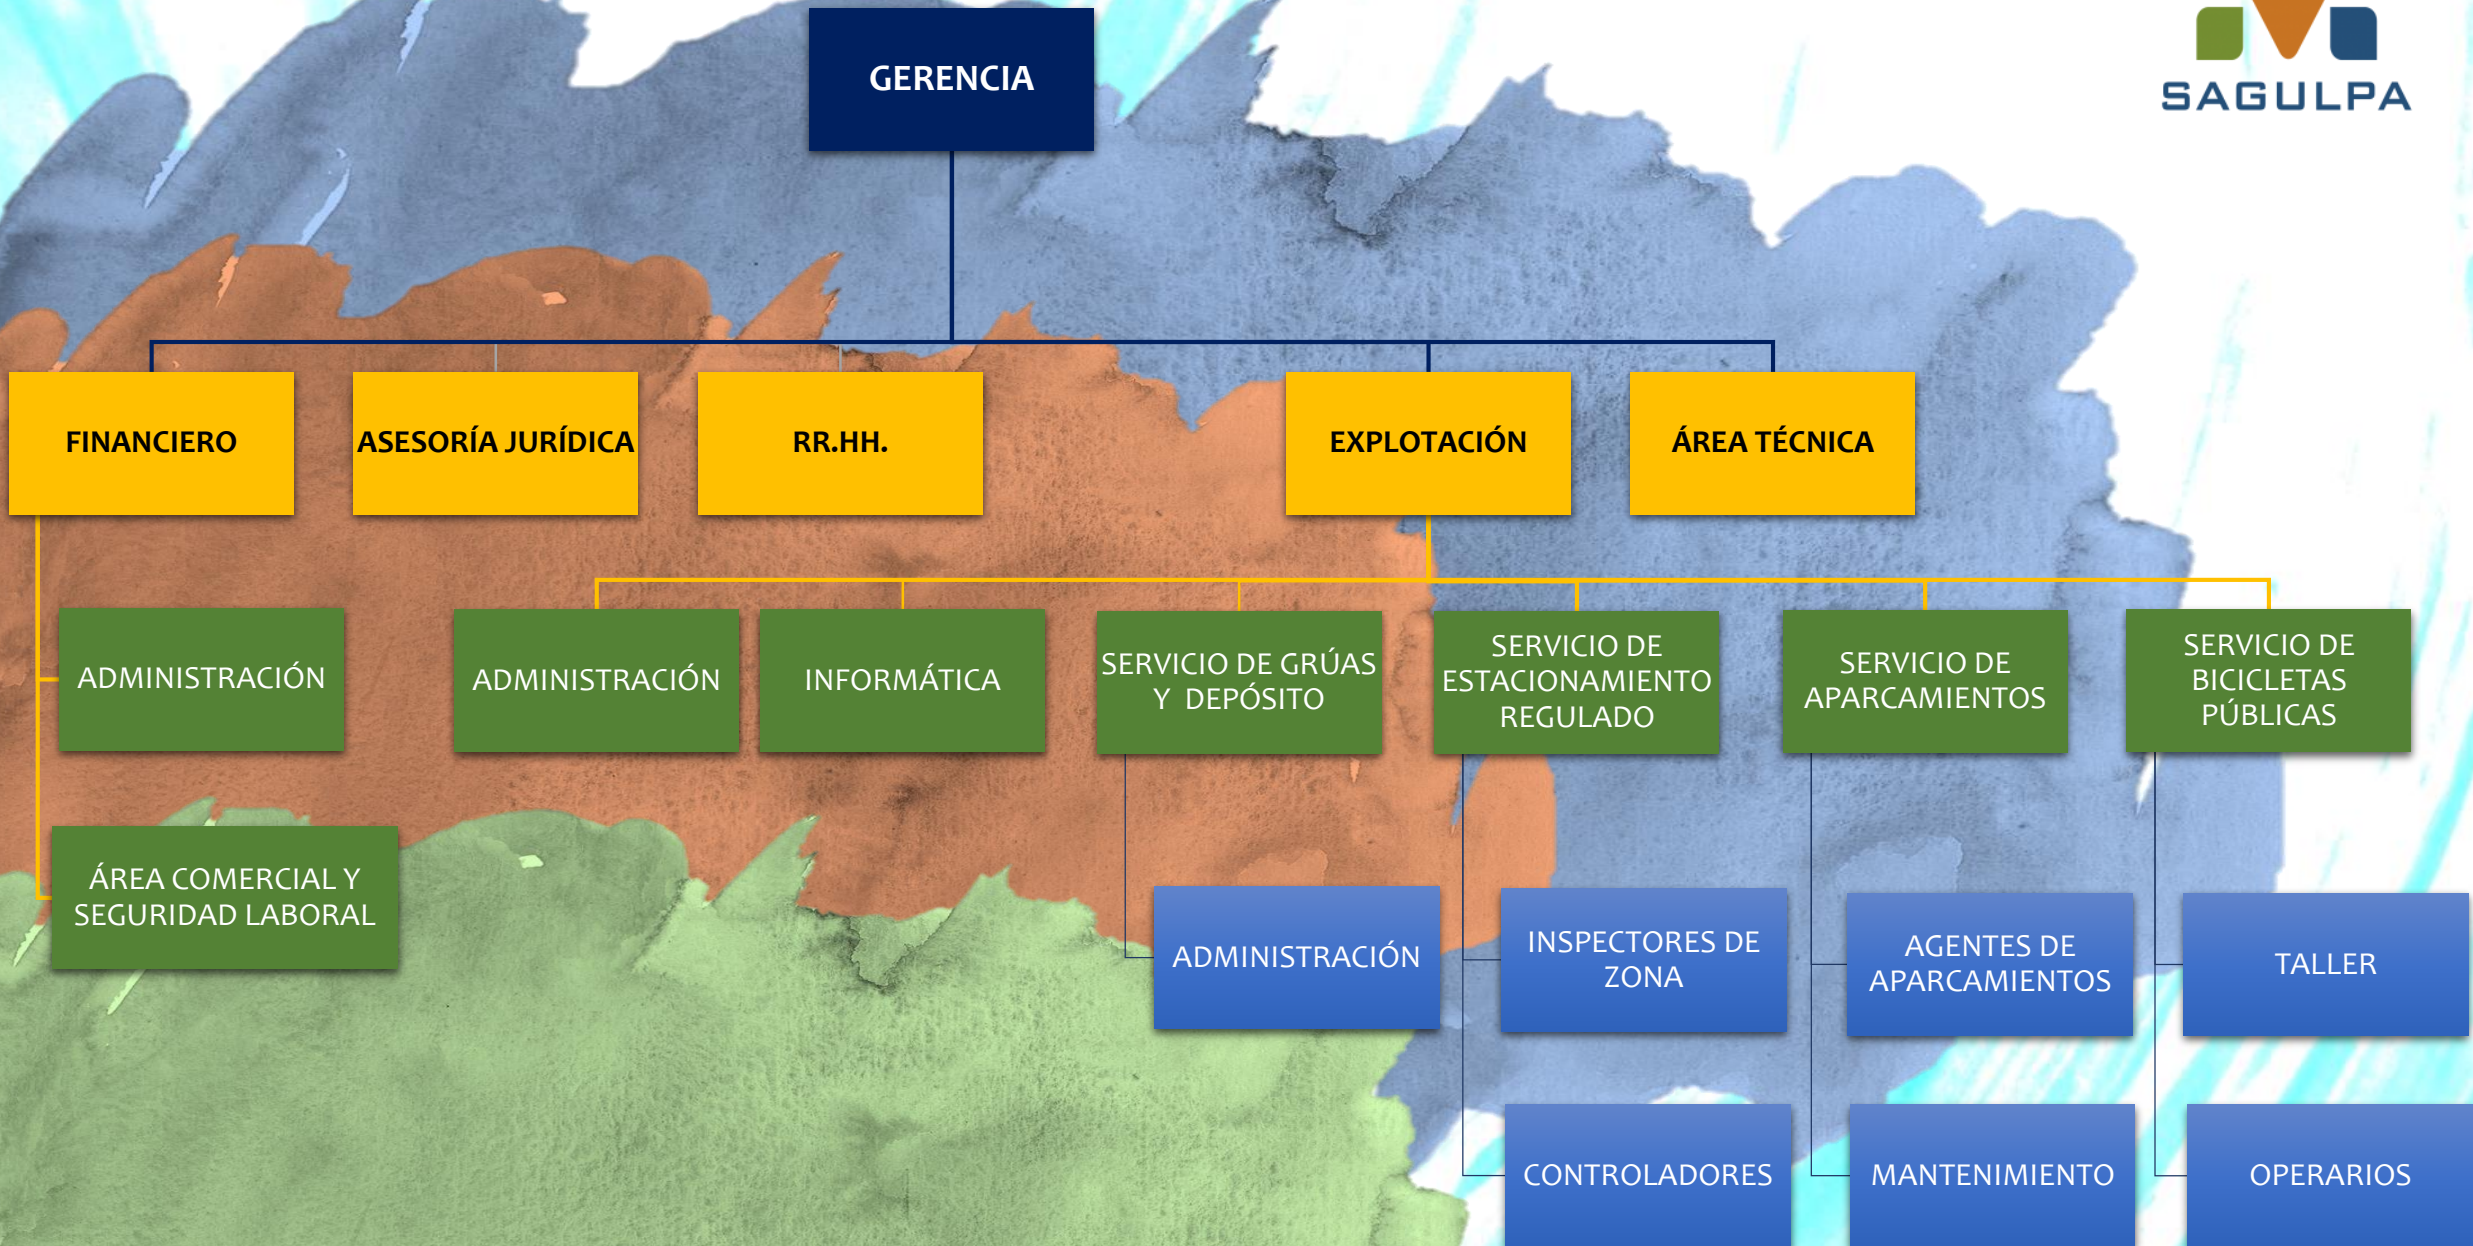 GERENCIA
SAGULPA
FINANCIERO
ASESORÍA JURÍDICA
RR.HH.
EXPLOTACIÓN
ÁREA TÉCNICA
ADMINISTRACIÓN
ADMINISTRACIÓN
INFORMÁTICA
SERVICIO DE GRÚAS
Y DEPÓSITO
SERVICIO DE
ESTACIONAMIENTO
REGULADO
SERVICIO DE
APARCAMIENTOS
SERVICIO DE
BICICLETAS
PÚBLICAS
ÁREA COMERCIAL Y
SEGURIDAD LABORAL
ADMINISTRACIÓN
INSPECTORES DE
ZONA
AGENTES DE
APARCAMIENTOS
TALLER
CONTROLADORES
MANTENIMIENTO
OPERARIOS